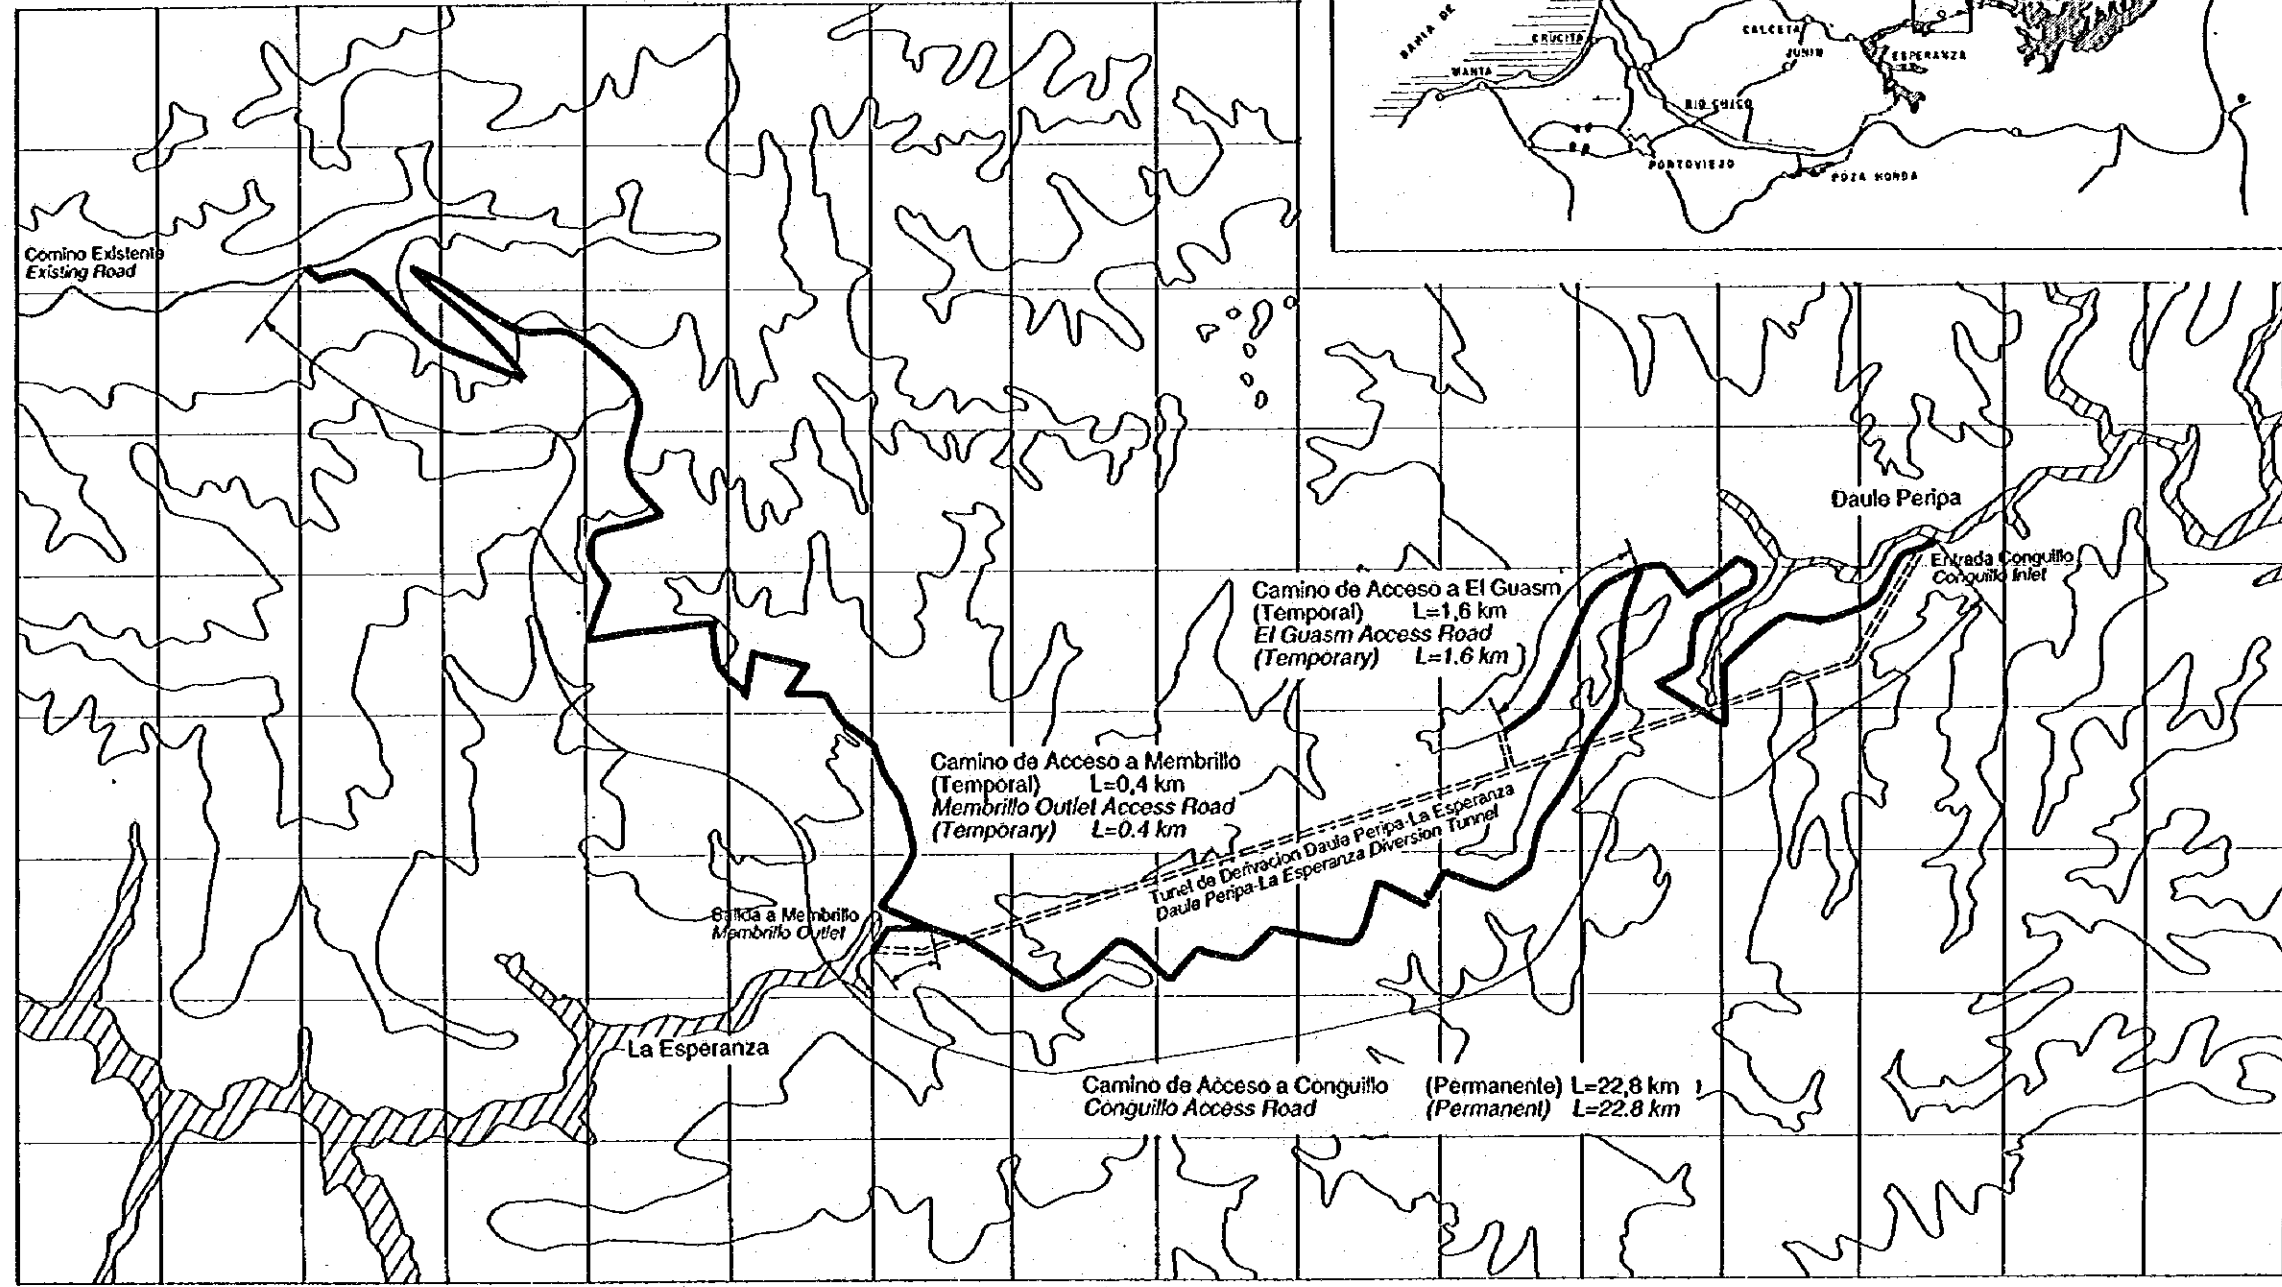 BAHIA DE
CRUCITA
MANTA
CALCETA
JUNIN
ESPERANZA
RIO CHICO
PORTOVIEJO
POZA HONDA
Comino Existente
Existing Road
Daule Peripa
Entrada Conguillo
Conguillo Inlet
Camino de Acceso a El Guasm
(Temporal) L=1,6 km
El Guasm Access Road
(Temporary) L=1.6 km
Camino de Acceso a Membrillo
(Temporal) L=0,4 km
Membrillo Outlet Access Road
(Temporary) L=0.4 km
Tunel de Derivacion Daule Peripa-La Esperanza
Daule Peripa-La Esperanza Diversion Tunnel
Salida a Membrillo
Membrillo Outlet
La Esperanza
Camino de Acceso a Conguillo (Permanente) L=22,8 km
Conguillo Access Road (Permanent) L=22.8 km